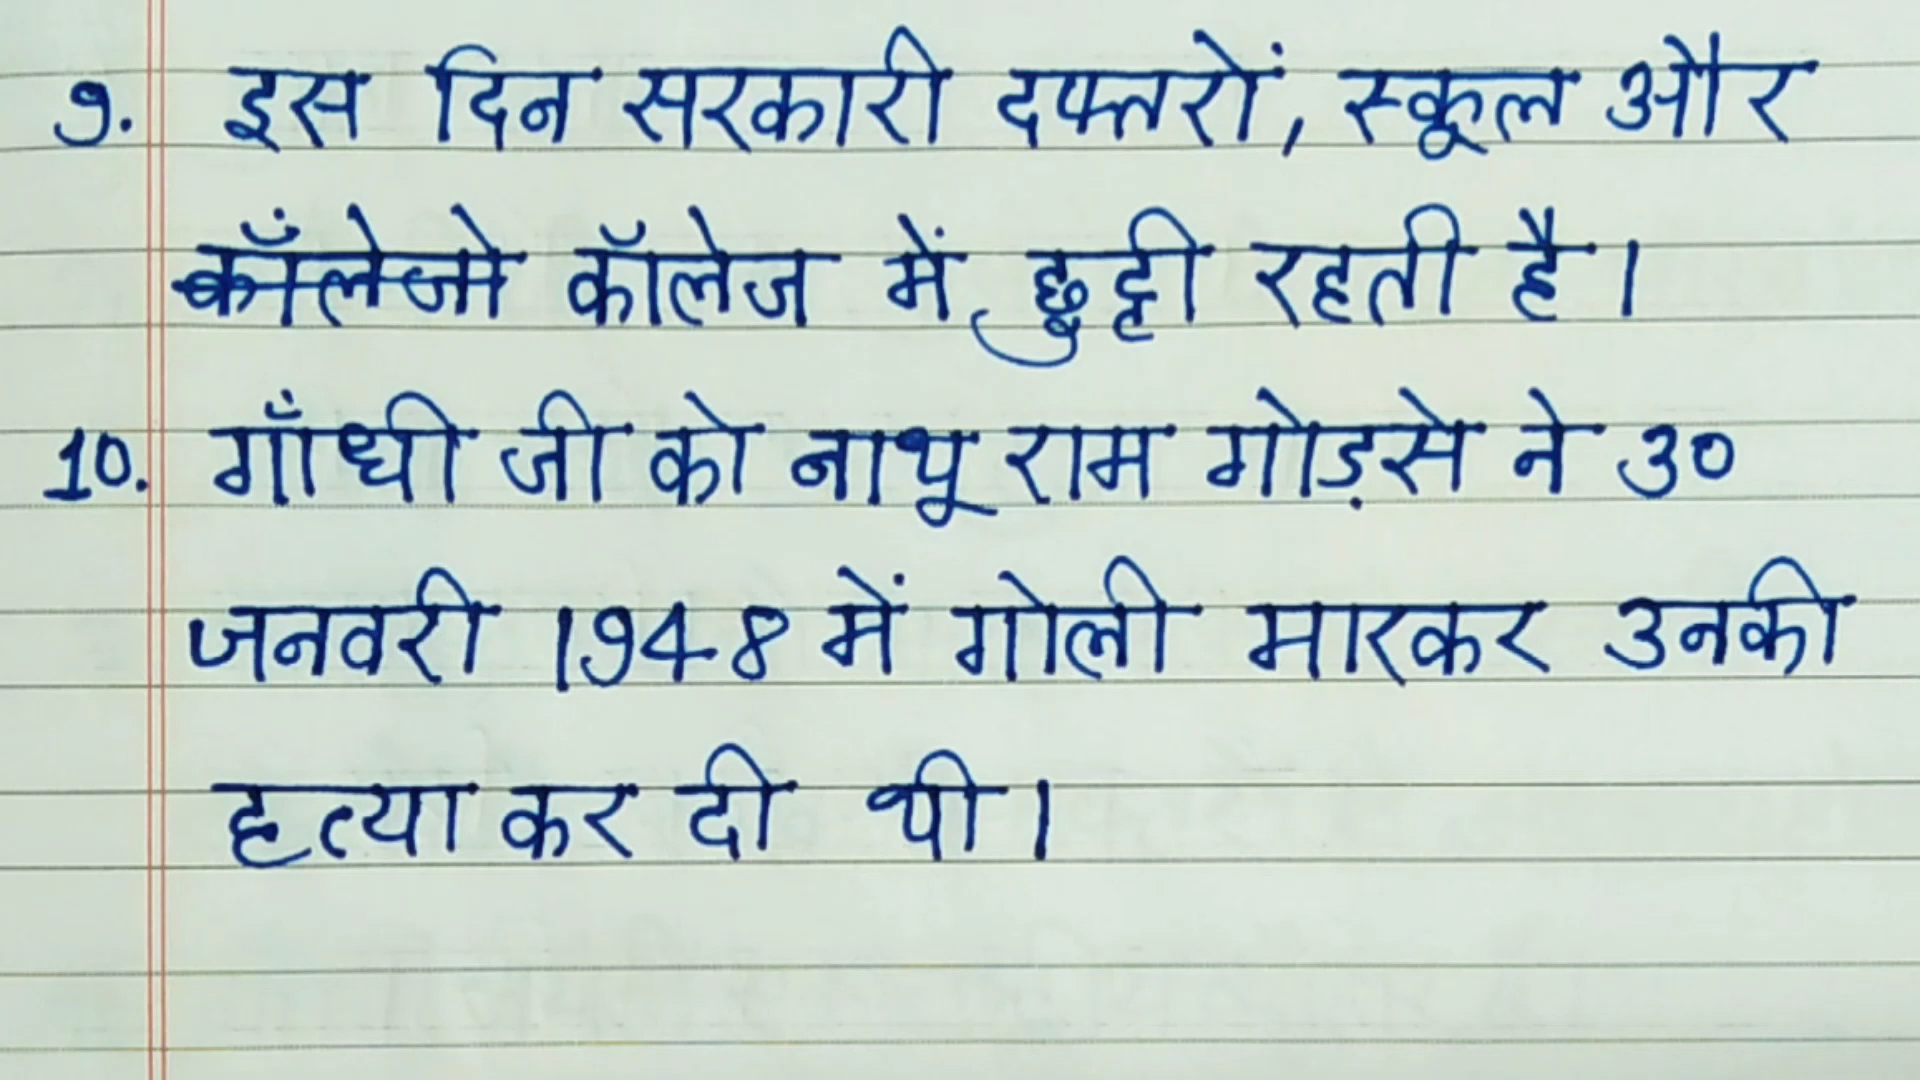 9. इस दिन सरकारी दफ्तरों, स्कूल और
कॉलेजो कॉलेज में छुट्टी रहती है।
10. गाँधी जी को नाथू राम गोड़से ने 30
जनवरी 1948 में गोली मारकर उनकी
हत्या कर दी थी।